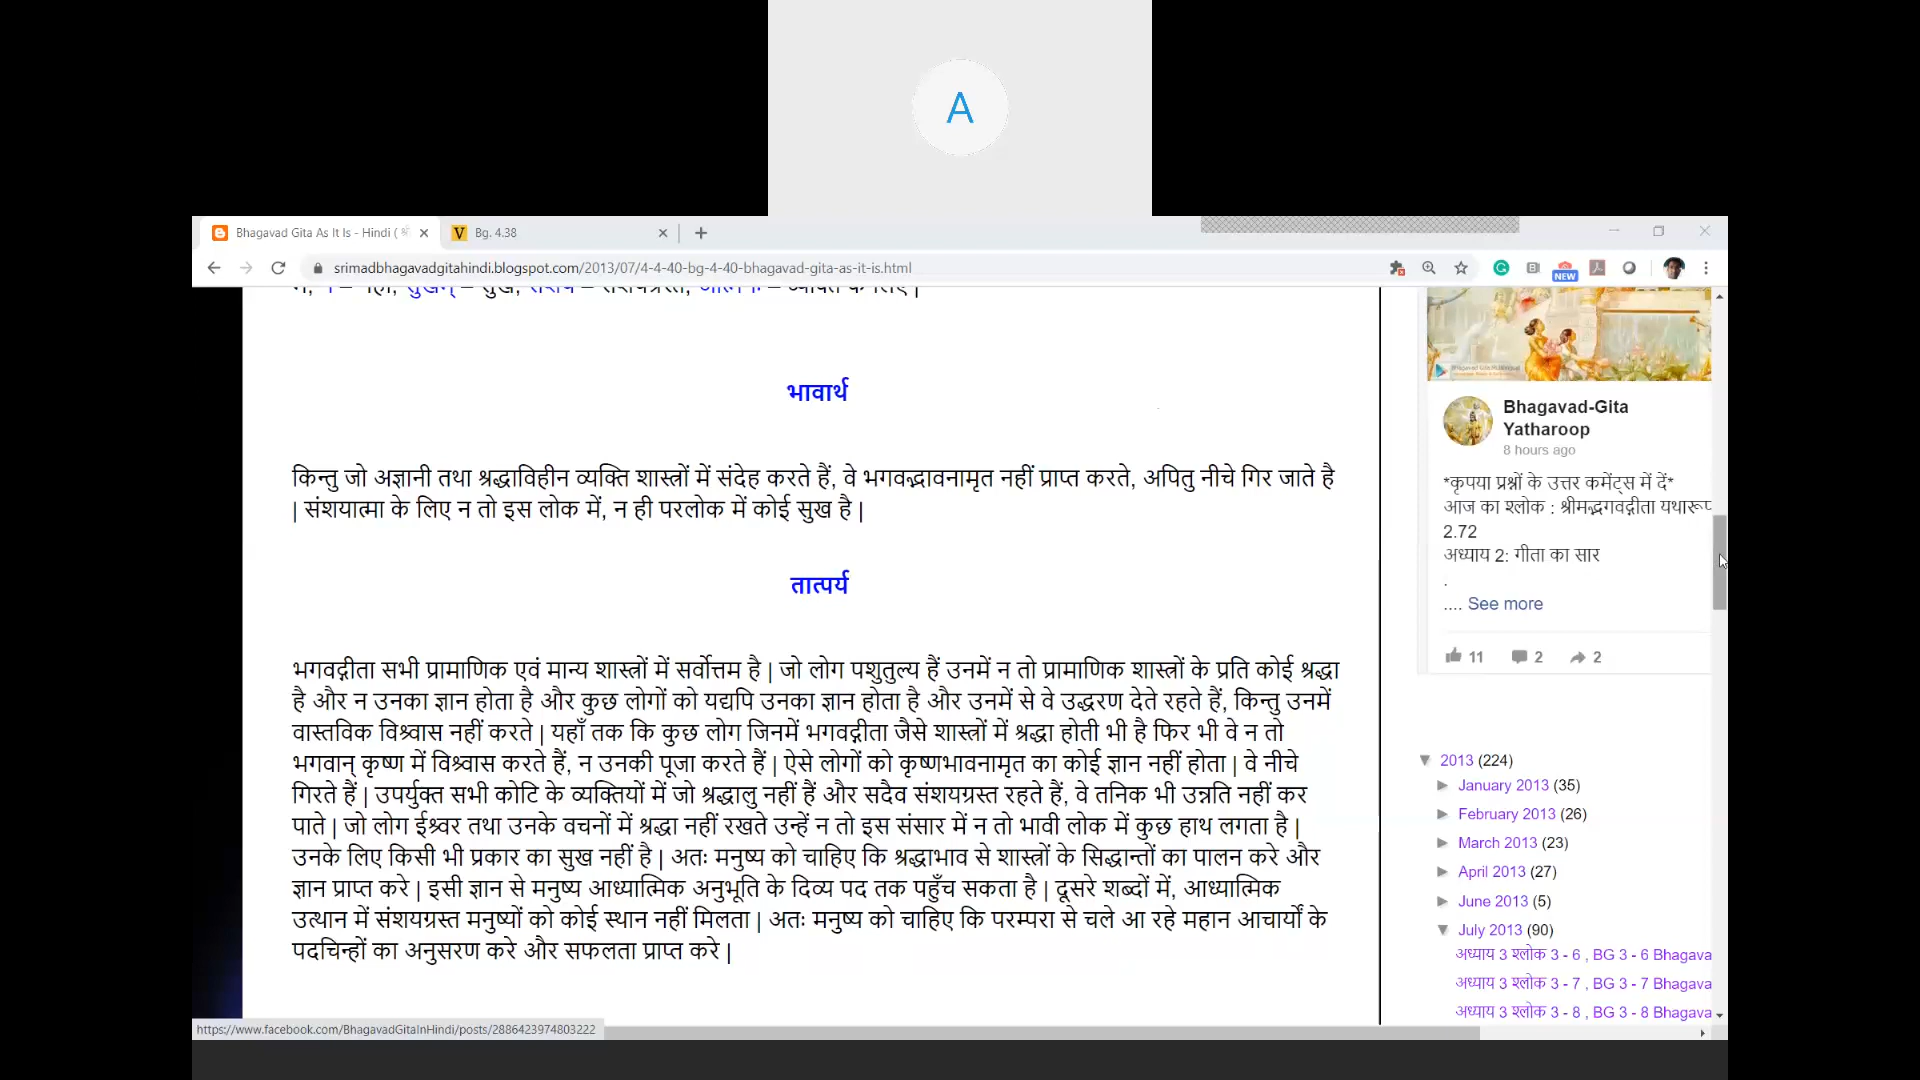 A
Bhagavad Gita As It Is - Hindi (
V Bg. 4.38
srimadbhagavadgitahindi.blogspot.com/2013/07/4-4-40-bg-4-40-bhagavad-gita-as-it-is.html
NEW
भावार्थ
किन्तु जो अज्ञानी तथा श्रद्धाविहीन व्यक्ति शास्त्रों में संदेह करते हैं, वे भगवद्भावनामृत नहीं प्राप्त करते, अपितु नीचे गिर जाते है
| संशयात्मा के लिए न तो इस लोक में, न ही परलोक में कोई सुख है |
तात्पर्य
भगवद्गीता सभी प्रामाणिक एवं मान्य शास्त्रों में सर्वोत्तम है | जो लोग पशुतुल्य हैं उनमें न तो प्रामाणिक शास्त्रों के प्रति कोई श्रद्धा
है और न उनका ज्ञान होता है और कुछ लोगों को यद्यपि उनका ज्ञान होता है और उनमें से वे उद्धरण देते रहते हैं, किन्तु उनमें
वास्तविक विश्र्वास नहीं करते | यहाँ तक कि कुछ लोग जिनमें भगवद्गीता जैसे शास्त्रों में श्रद्धा होती भी है फिर भी वे न तो
भगवान् कृष्ण में विश्र्वास करते हैं, न उनकी पूजा करते हैं | ऐसे लोगों को कृष्णभावनामृत का कोई ज्ञान नहीं होता | वे नीचे
गिरते हैं | उपर्युक्त सभी कोटि के व्यक्तियों में जो श्रद्धालु नहीं हैं और सदैव संशयग्रस्त रहते हैं, वे तनिक भी उन्नति नहीं कर
पाते | जो लोग ईश्र्वर तथा उनके वचनों में श्रद्धा नहीं रखते उन्हें न तो इस संसार में न तो भावी लोक में कुछ हाथ लगता है |
उनके लिए किसी भी प्रकार का सुख नहीं है | अतः मनुष्य को चाहिए कि श्रद्धाभाव से शास्त्रों के सिद्धान्तों का पालन करे और
ज्ञान प्राप्त करे | इसी ज्ञान से मनुष्य आध्यात्मिक अनुभूति के दिव्य पद तक पहुँच सकता है | दूसरे शब्दों में, आध्यात्मिक
उत्थान में संशयग्रस्त मनुष्यों को कोई स्थान नहीं मिलता | अतः मनुष्य को चाहिए कि परम्परा से चले आ रहे महान आचार्यों के
पदचिन्हों का अनुसरण करे और सफलता प्राप्त करे |
Bhagavad-Gita
Yatharoop
8 hours ago
*कृपया प्रश्नों के उत्तर कमेंट्स में दें*
आज का श्लोक : श्रीमद्भगवद्गीता यथारूप
2.72
अध्याय 2: गीता का सार
.
.... See more
11 2 2
2013 (224)
January 2013 (35)
February 2013 (26)
March 2013 (23)
April 2013 (27)
June 2013 (5)
July 2013 (90)
अध्याय 3 श्लोक 3 - 6 , BG 3 - 6 Bhagava
अध्याय 3 श्लोक 3 - 7 , BG 3 - 7 Bhagava
अध्याय 3 श्लोक 3 - 8 , BG 3 - 8 Bhagava
https://www.facebook.com/BhagavadGitaInHindi/posts/2886423974803222